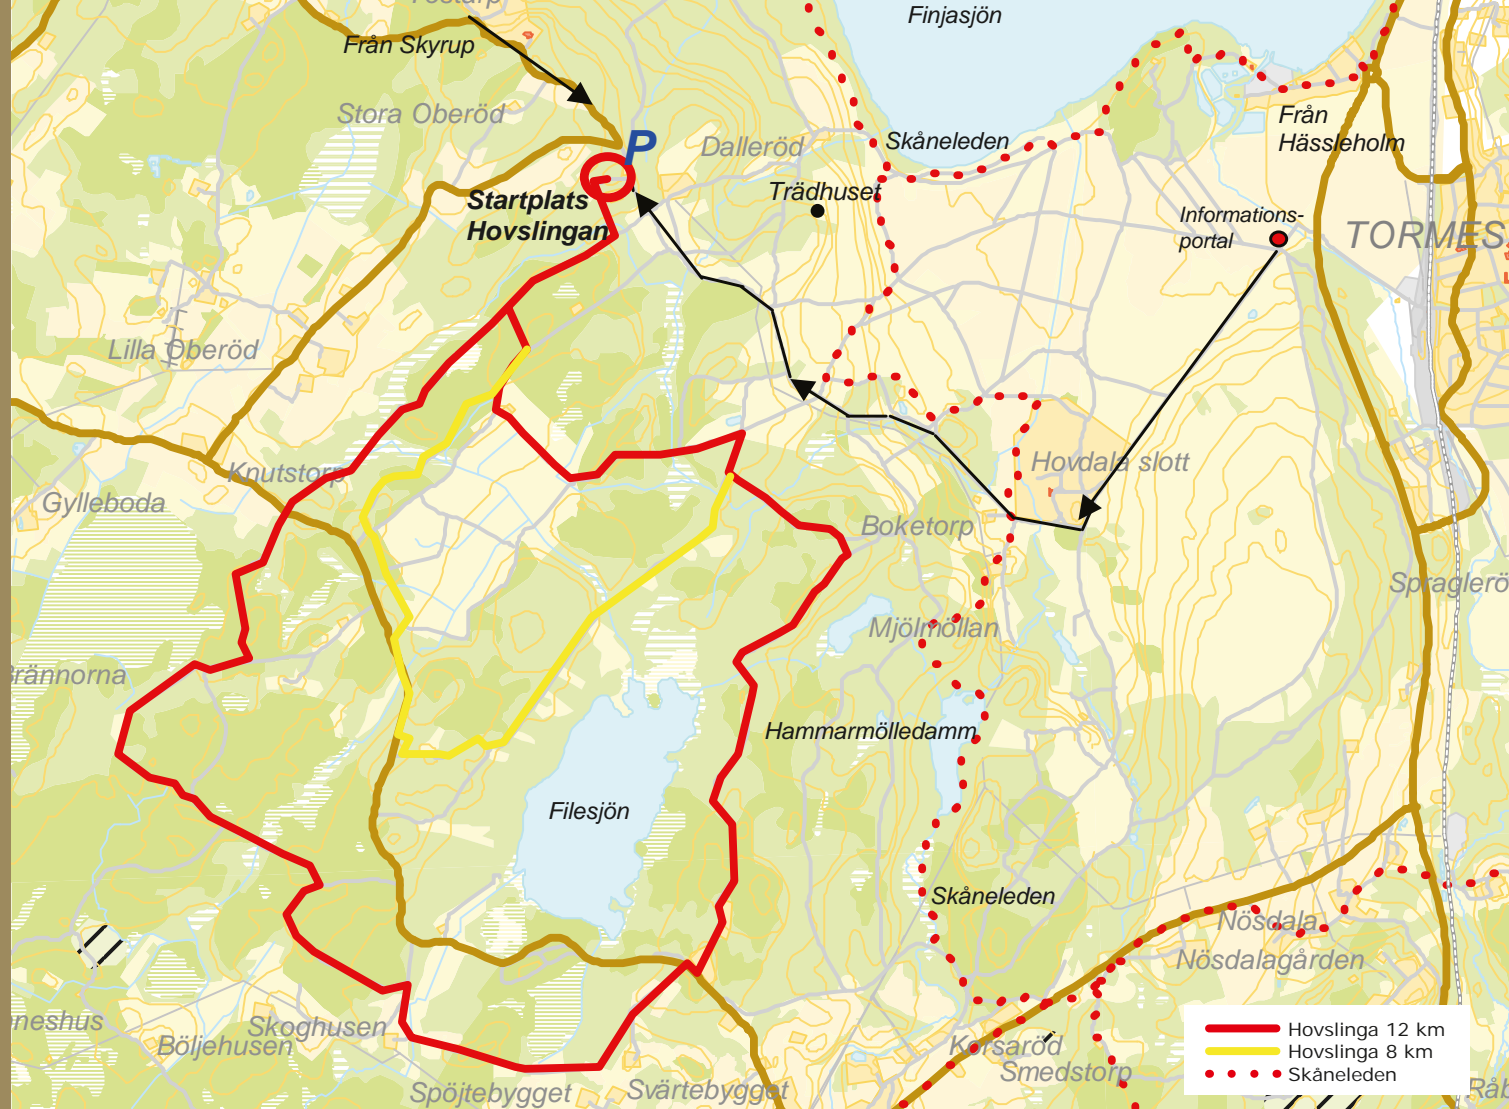 Finjasjön
Från Skyrup
Stora Oberöd
P
Dalleröd
Skåneleden
Från
Hässleholm
Trädhuset
Startplats
Hovslingan
Informations-
portal
TORMES
Lilla Oberöd
Knutstorp
Gylleboda
Hovdala slott
Boketorp
Spraglerö
Mjölmöllan
Brännorna
Hammarmölledamm
Filesjön
Skåneleden
Nösdala
Nösdalagården
neshus
Skoghusen
Böljehusen
Korsaröd
Smedstorp
Spöjtebygget
Svärtebygget
Hovslinga 12 km
Hovslinga 8 km
Skåneleden